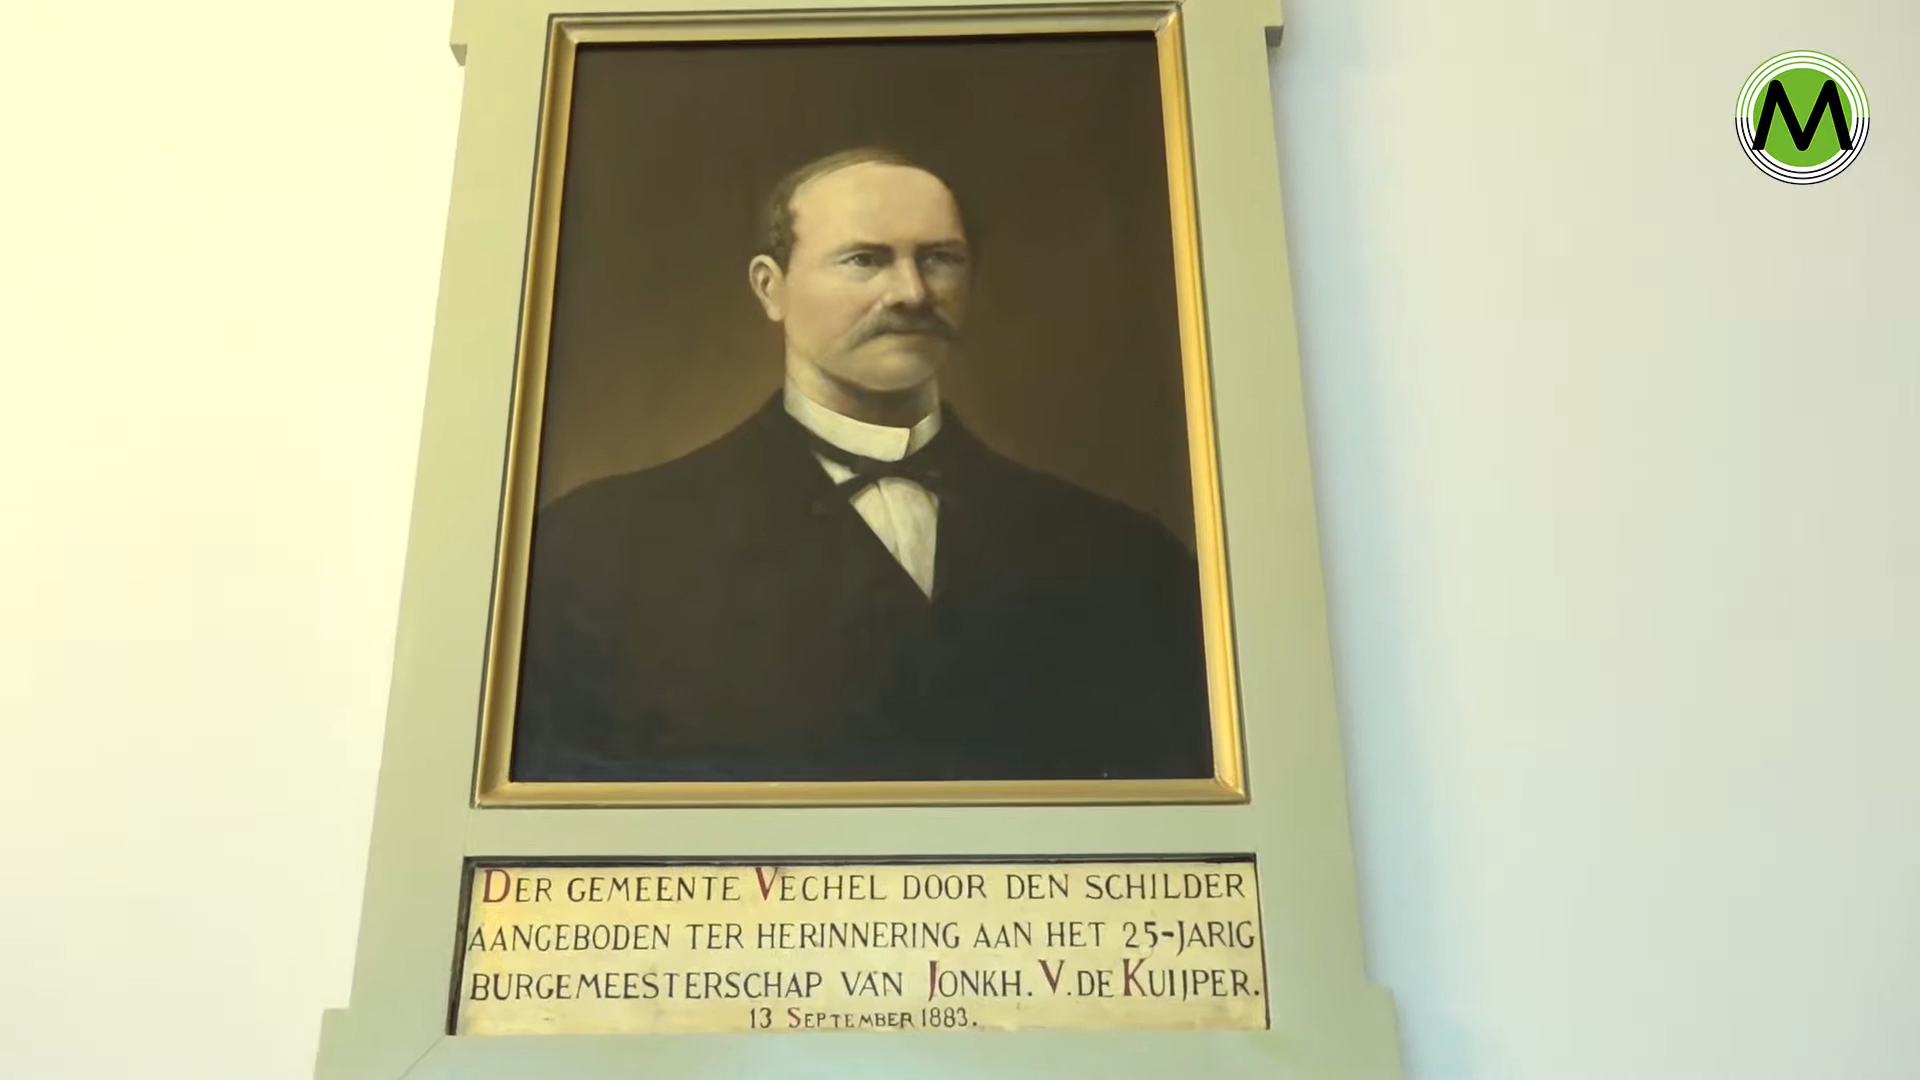 M
DER GEMEENTE VECHEL DOOR DEN SCHILDER
AANGEBODEN TER HERINNERING AAN HET 25-JARIG
BURGEMEESTERSCHAP VAN JONKH. V. DE KUIJPER.
13 SEPTEMBER 1883.